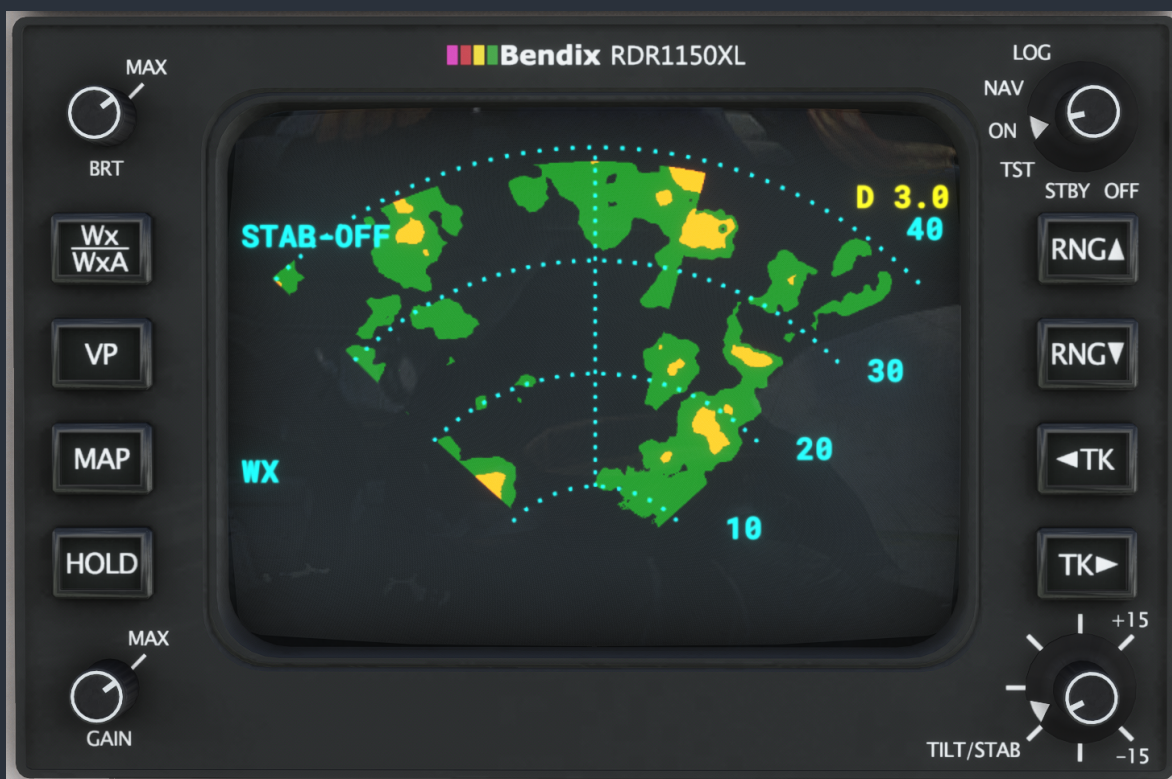 Bendix RDR1150XL
MAX
BRT
LOG
NAV
ON
TST
STBY OFF
Wx
WxA
VP
MAP
HOLD
MAX
GAIN
D 3.0
STAB-OFF
40
30
20
WX
10
RNG▲
RNG▼
◄TK
TK►
+15
TILT/STAB
-15